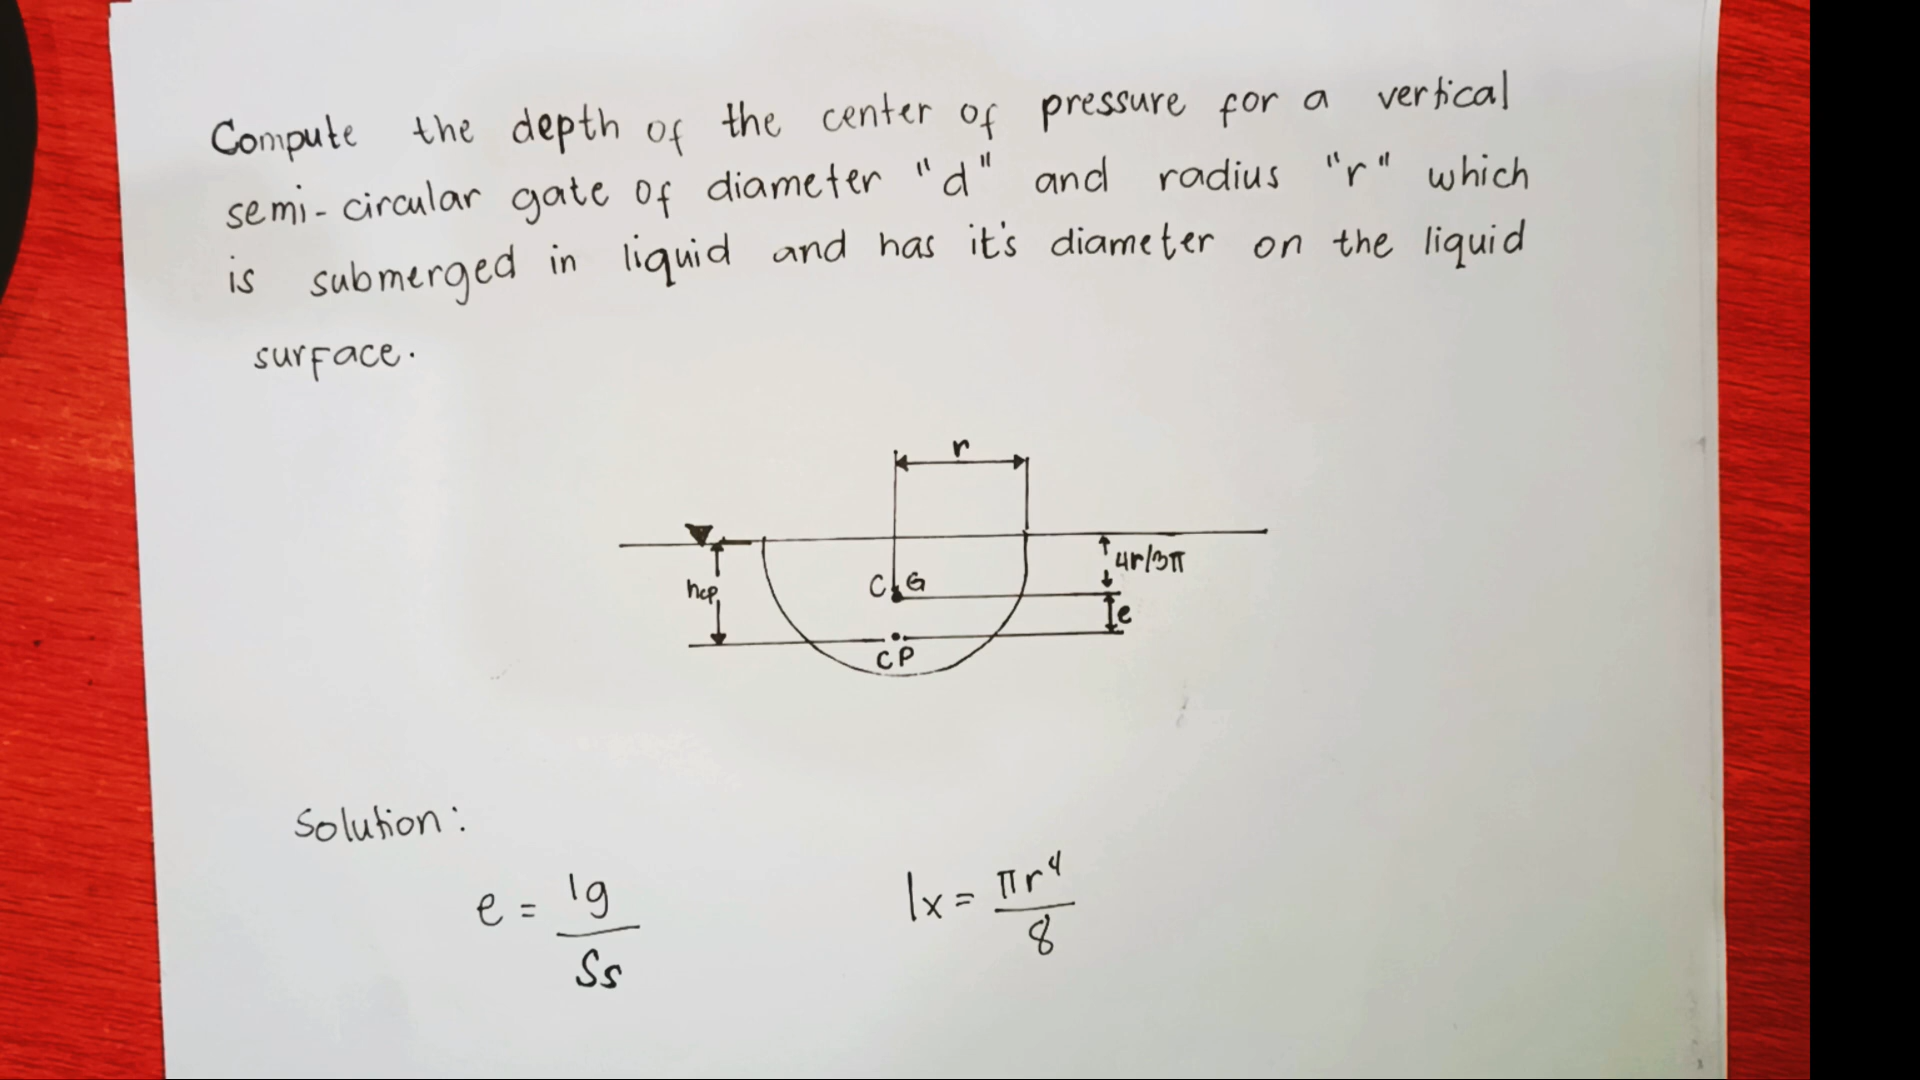 Compute the depth of the center of pressure for a vertical
semi-circular gate of diameter "d" and radius "r" which
is submerged in liquid and has it's diameter on the liquid
surface.
r
4r/3π
hcp
C G
e
CP
Solution:
e = Ig / Ss
Ix = πr⁴ / 8